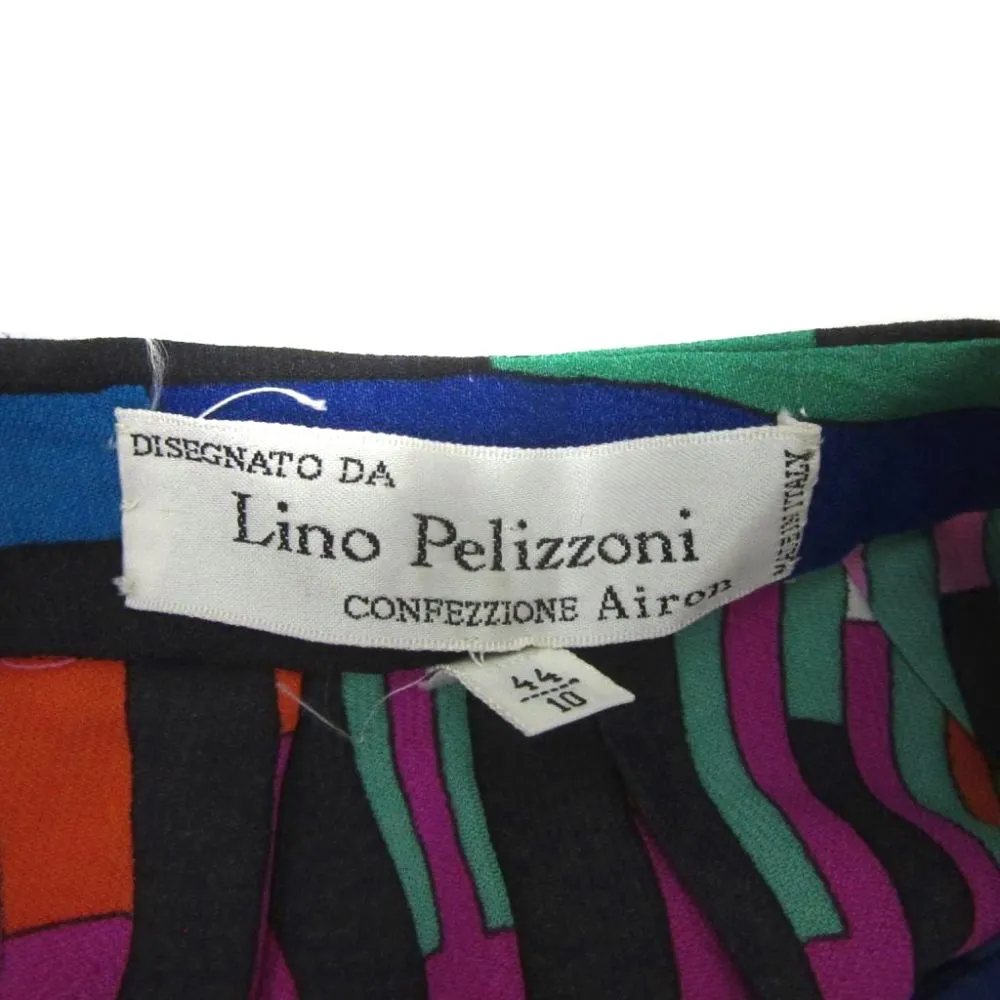 DISEGNATO DA
Lino Pelizzoni
CONFEZZIONE Airon
MADE IN ITALY
44
10